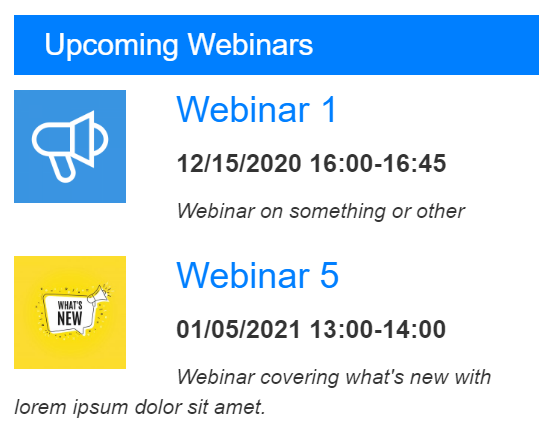 Upcoming Webinars
Webinar 1
12/15/2020 16:00-16:45
Webinar on something or other
Webinar 5
WHAT'S
NEW
01/05/2021 13:00-14:00
Webinar covering what's new with
lorem ipsum dolor sit amet.